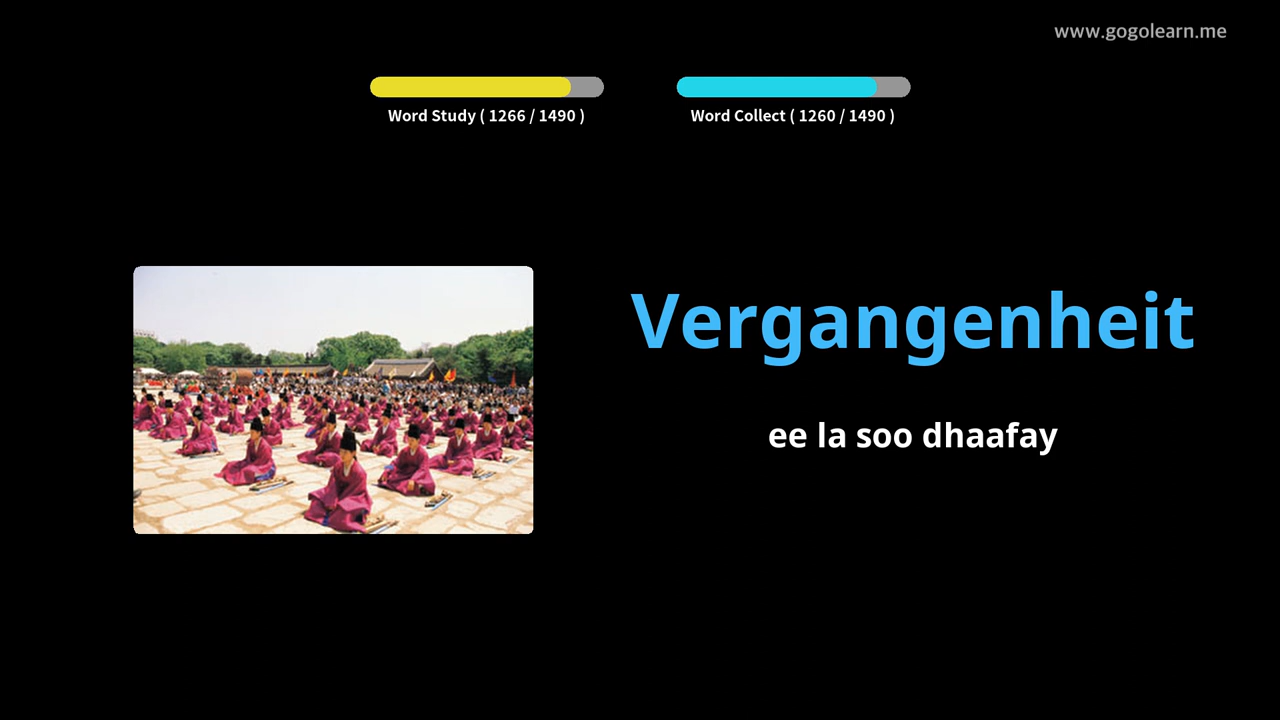 www.gogolearn.me
Word Study ( 1266 / 1490 )
Word Collect ( 1260 / 1490 )
Vergangenheit
ee la soo dhaafay